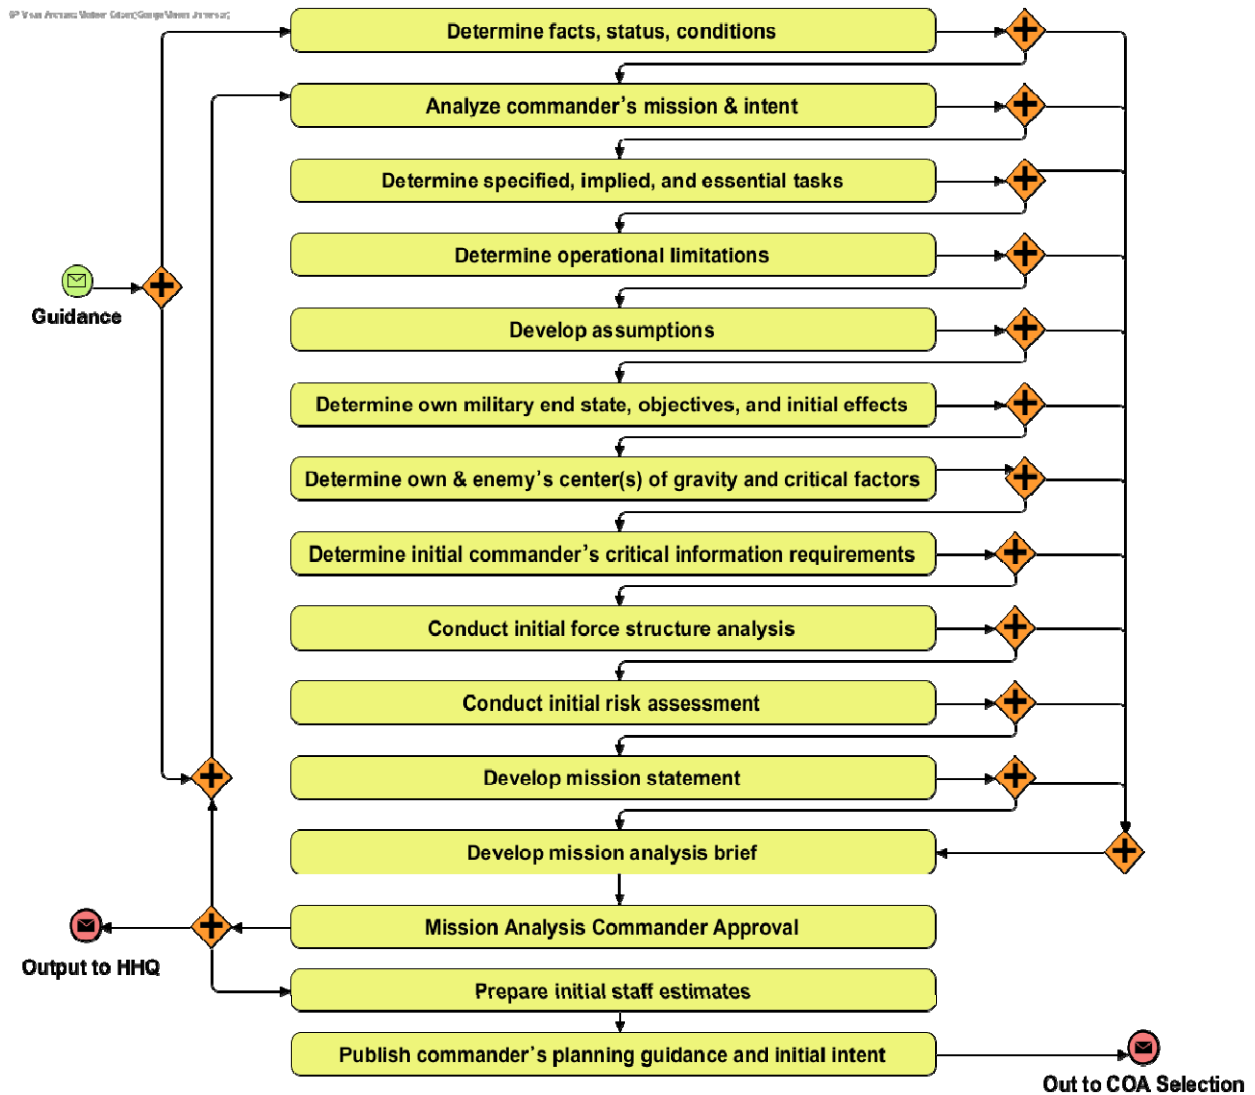 Determine facts, status, conditions
Analyze commander's mission & intent
Determine specified, implied, and essential tasks
Determine operational limitations
Guidance
Develop assumptions
Determine own military end state, objectives, and initial effects
Determine own & enemy's center(s) of gravity and critical factors
Determine initial commander's critical information requirements
Conduct initial force structure analysis
Conduct initial risk assessment
Develop mission statement
Develop mission analysis brief
Mission Analysis Commander Approval
Output to HHQ
Prepare initial staff estimates
Publish commander's planning guidance and initial intent
Out to COA Selection